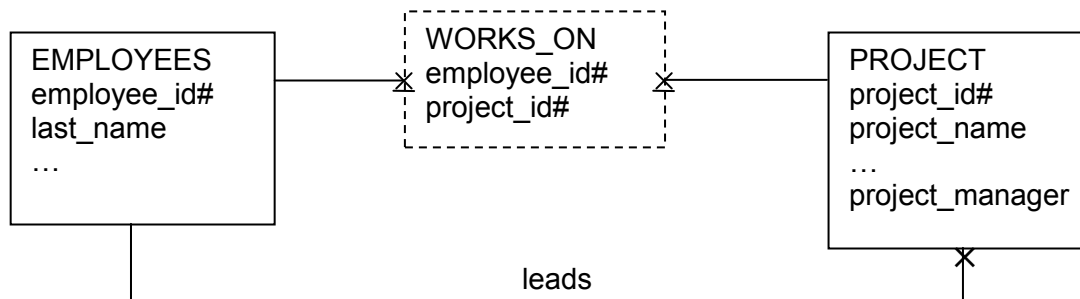 EMPLOYEES
employee_id#
last_name
…
WORKS_ON
employee_id#
project_id#
PROJECT
project_id#
project_name
…
project_manager
leads